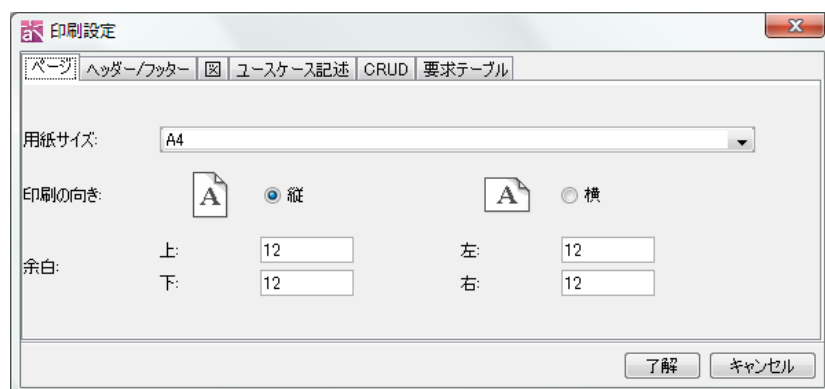 印刷設定
ページ ヘッダー/フッター 図 ユースケース記述 CRUD 要求テーブル
用紙サイズ: A4
印刷の向き: A 縦 A 横
余白:
上: 12 左: 12
下: 12 右: 12
了解 キャンセル